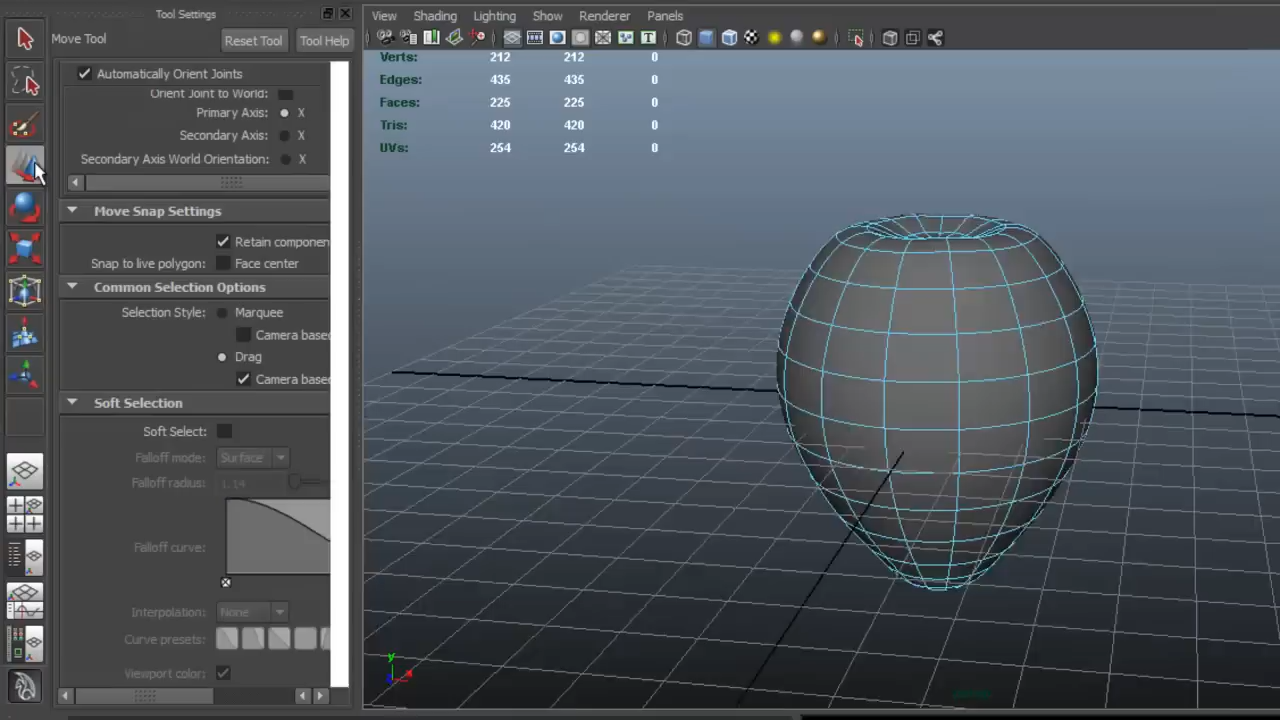 Tool Settings
View Shading Lighting Show Renderer Panels
Move Tool Reset Tool Tool Help
Automatically Orient Joints
Orient Joint to World:
Primary Axis: X
Secondary Axis: X
Secondary Axis World Orientation: X
Move Snap Settings
Retain componen
Snap to live polygon: Face center
Common Selection Options
Selection Style: Marquee
Camera based
Drag
Camera based
Soft Selection
Soft Select:
Falloff mode: Surface
Falloff radius: 1.14
Falloff curve:
Interpolation: None
Curve presets:
Viewport color:
Verts: 212 212 0
Edges: 435 435 0
Faces: 225 225 0
Tris: 420 420 0
UVs: 254 254 0
y